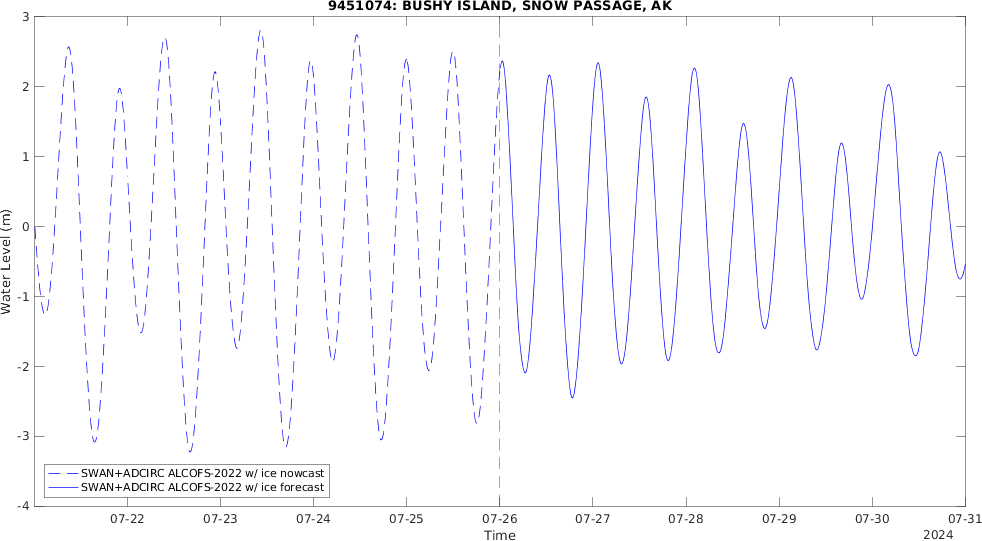 9451074: BUSHY ISLAND, SNOW PASSAGE, AK
3
2
1
0
-1
-2
-3
-4
Water Level (m)
SWAN+ADCIRC ALCOFS-2022 w/ ice nowcast
SWAN+ADCIRC ALCOFS-2022 w/ ice forecast
07-22 07-23 07-24 07-25 07-26 07-27 07-28 07-29 07-30 07-31
Time
2024